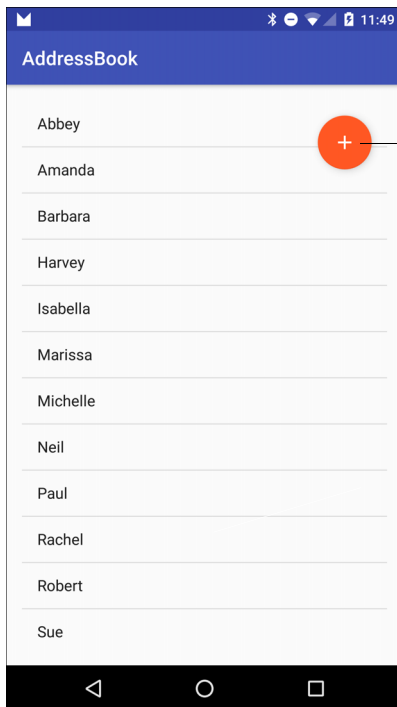 11:49
AddressBook
Abbey
Amanda
Barbara
Harvey
Isabella
Marissa
Michelle
Neil
Paul
Rachel
Robert
Sue